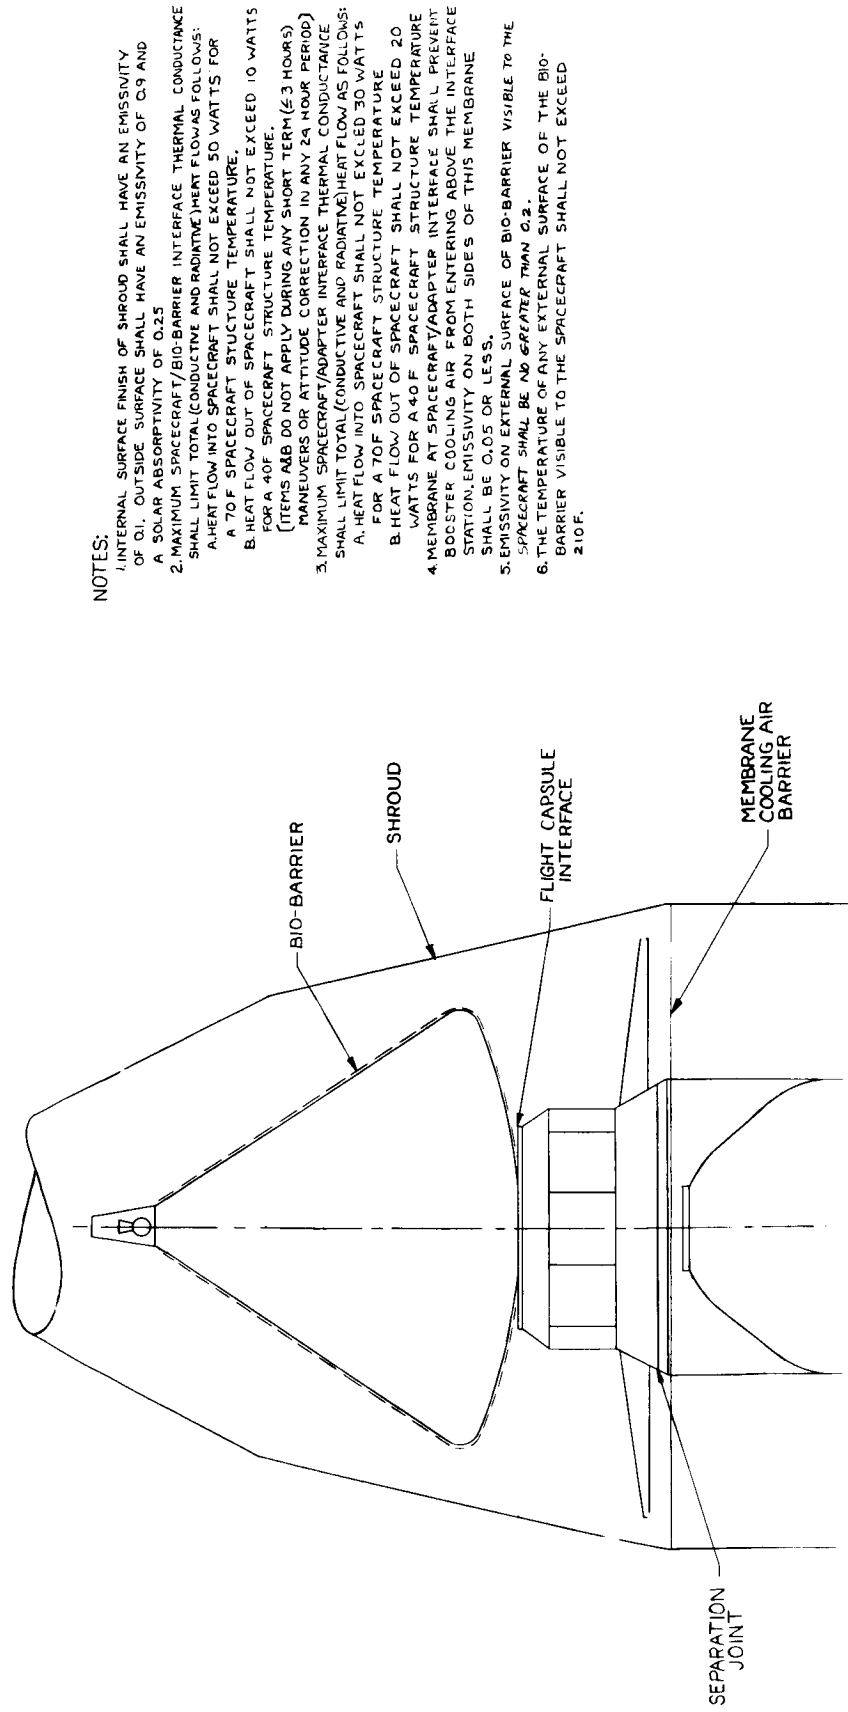 NOTES:
1. INTERNAL SURFACE FINISH OF SHROUD SHALL HAVE AN EMISSIVITY
OF 0.1. OUTSIDE SURFACE SHALL HAVE AN EMISSIVITY OF 0.9 AND
A SOLAR ABSORPTIVITY OF 0.25
2. MAXIMUM SPACECRAFT/BIO-BARRIER INTERFACE THERMAL CONDUCTANCE
SHALL LIMIT TOTAL (CONDUCTIVE AND RADIATIVE) HEAT FLOW AS FOLLOWS:
A. HEAT FLOW INTO SPACECRAFT SHALL NOT EXCEED 50 WATTS FOR
A 70 F SPACECRAFT STUCTURE TEMPERATURE.
B. HEAT FLOW OUT OF SPACECRAFT SHALL NOT EXCEED 10 WATTS
FOR A 40F SPACECRAFT STRUCTURE TEMPERATURE.
(ITEMS A&B DO NOT APPLY DURING ANY SHORT TERM (≤3 HOURS)
MANEUVERS OR ATTITUDE CORRECTION IN ANY 24 HOUR PERIOD)
3. MAXIMUM SPACECRAFT/ADAPTER INTERFACE THERMAL CONDUCTANCE
SHALL LIMIT TOTAL (CONDUCTIVE AND RADIATIVE) HEAT FLOW AS FOLLOWS:
A. HEAT FLOW INTO SPACECRAFT SHALL NOT EXCEED 30 WATTS
FOR A 70F SPACECRAFT STRUCTURE TEMPERATURE
B. HEAT FLOW OUT OF SPACECRAFT SHALL NOT EXCEED 20
WATTS FOR A 40 F SPACECRAFT STRUCTURE TEMPERATURE
4. MEMBRANE AT SPACECRAFT/ADAPTER INTERFACE SHALL PREVENT
BOOSTER COOLING AIR FROM ENTERING ABOVE THE INTERFACE
STATION, EMISSIVITY ON BOTH SIDES OF THIS MEMBRANE
SHALL BE 0.05 OR LESS.
5. EMISSIVITY ON EXTERNAL SURFACE OF BIO-BARRIER VISIBLE TO THE
SPACECRAFT SHALL BE NO GREATER THAN 0.2.
6. THE TEMPERATURE OF ANY EXTERNAL SURFACE OF THE BIO-
BARRIER VISIBLE TO THE SPACECRAFT SHALL NOT EXCEED
210 F.
BIO-BARRIER
SHROUD
FLIGHT CAPSULE
INTERFACE
MEMBRANE
COOLING AIR
BARRIER
SEPARATION
JOINT